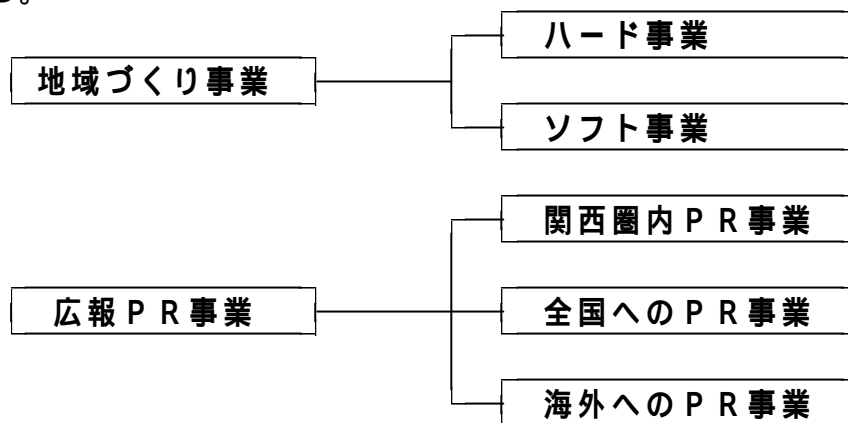 る。
地域づくり事業
ハード事業
ソフト事業
広報ＰＲ事業
関西圏内ＰＲ事業
全国へのＰＲ事業
海外へのＰＲ事業